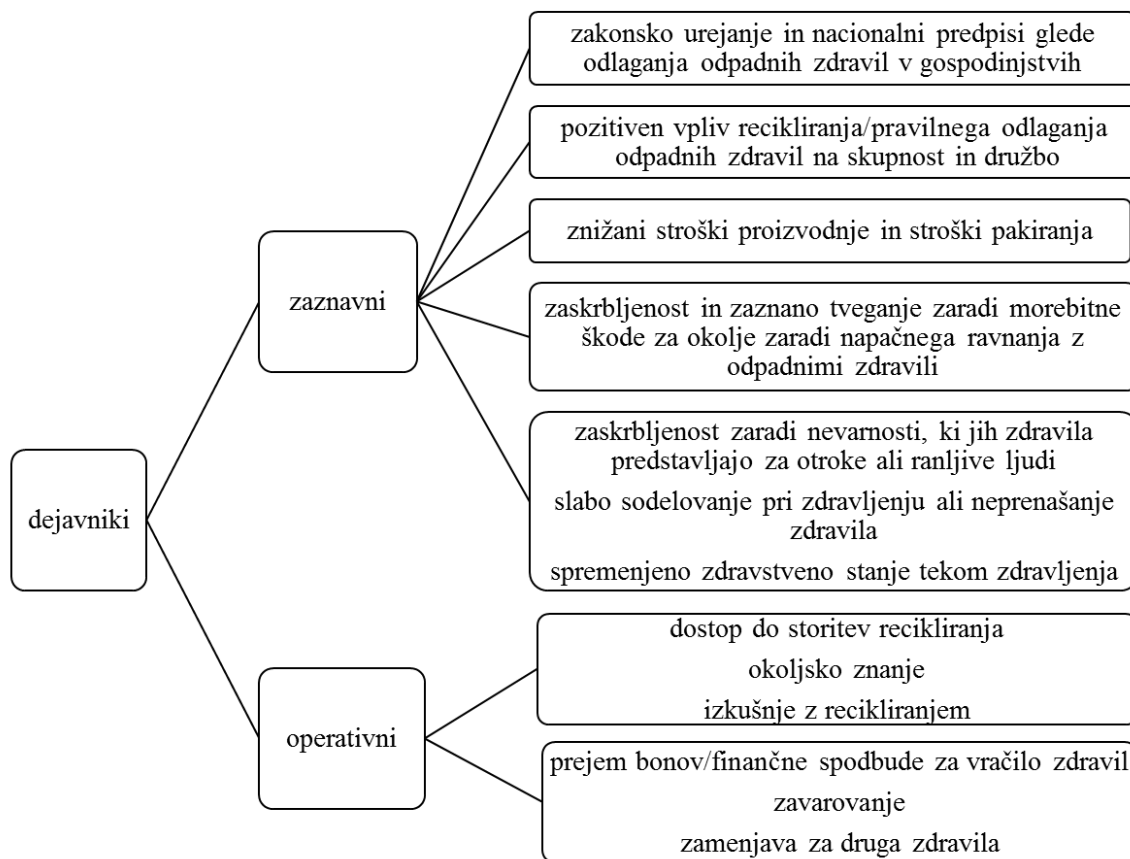 zakonsko urejanje in nacionalni predpisi glede
odlaganja odpadnih zdravil v gospodinjstvih
pozitiven vpliv recikliranja/pravilnega odlaganja
odpadnih zdravil na skupnost in družbo
znižani stroški proizvodnje in stroški pakiranja
zaznavni
zaskrbljenost in zaznano tveganje zaradi morebitne
škode za okolje zaradi napačnega ravnanja z
odpadnimi zdravili
zaskrbljenost zaradi nevarnosti, ki jih zdravila
predstavljajo za otroke ali ranljive ljudi
slabo sodelovanje pri zdravljenju ali neprenašanje
zdravila
spremenjeno zdravstveno stanje tekom zdravljenja
dejavniki
dostop do storitev recikliranja
okoljsko znanje
izkušnje z recikliranjem
operativni
prejem bonov/finančne spodbude za vračilo zdravil
zavarovanje
zamenjava za druga zdravila